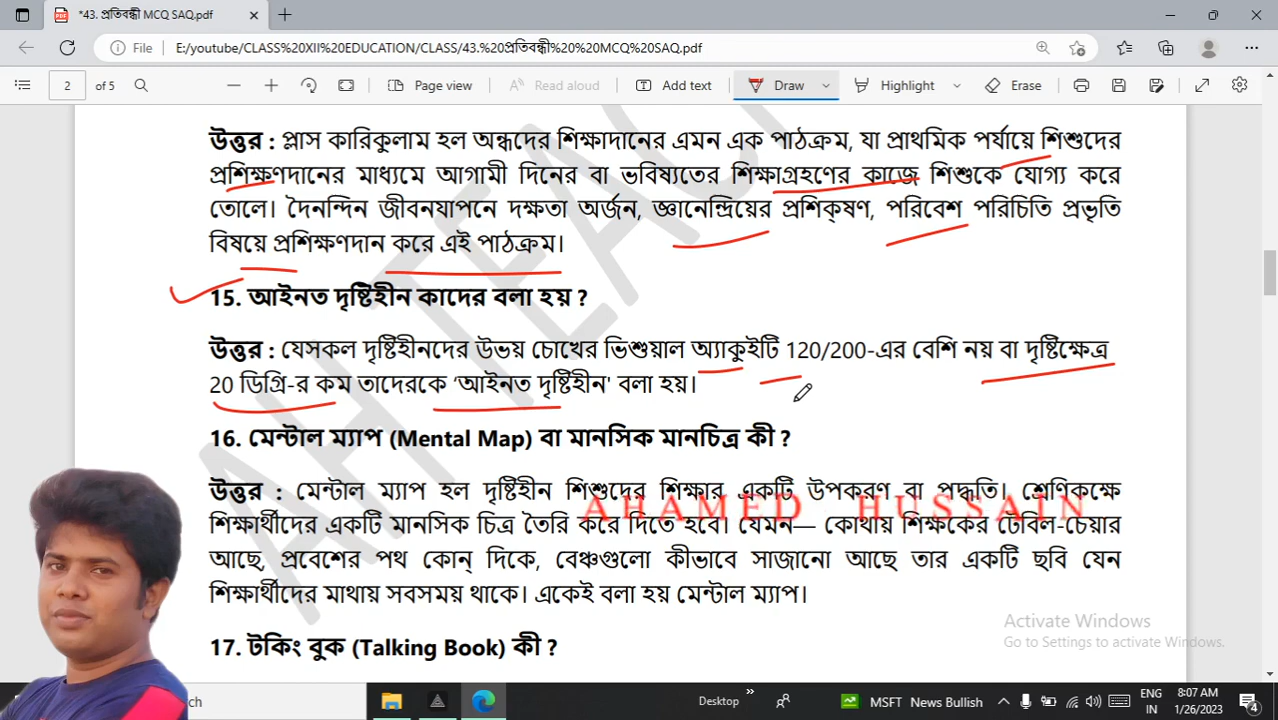 *43. প্রতিবন্ধী MCQ SAQ.pdf
File
E:/youtube/CLASS%20XII%20EDUCATION/CLASS/43.%20প্রতিবন্ধী%20%20MCQ%20SAQ.pdf
2 of 5
Page view
Read aloud
Add text
Draw
Highlight
Erase
উত্তর : প্লাস কারিকুলাম হল অন্ধদের শিক্ষাদানের এমন এক পাঠক্রম, যা প্রাথমিক পর্যায়ে শিশুদের
প্রশিক্ষণদানের মাধ্যমে আগামী দিনের বা ভবিষ্যতের শিক্ষাগ্রহণের কাজে শিশুকে যোগ্য করে
তোলে। দৈনন্দিন জীবনযাপনে দক্ষতা অর্জন, জ্ঞানেন্দ্রিয়ের প্রশিক্‌ষণ, পরিবেশ পরিচিতি প্রভৃতি
বিষয়ে প্রশিক্ষণদান করে এই পাঠক্রম।
15. আইনত দৃষ্টিহীন কাদের বলা হয় ?
উত্তর : যেসকল দৃষ্টিহীনদের উভয় চোখের ভিশুয়াল অ্যাকুইটি 120/200-এর বেশি নয় বা দৃষ্টিক্ষেত্র
20 ডিগ্রি-র কম তাদেরকে ‘আইনত দৃষ্টিহীন' বলা হয়।
16. মেন্টাল ম্যাপ (Mental Map) বা মানসিক মানচিত্র কী ?
উত্তর : মেন্টাল ম্যাপ হল দৃষ্টিহীন শিশুদের শিক্ষার একটি উপকরণ বা পদ্ধতি। শ্রেণিকক্ষে
AHAMED HUSSAIN
শিক্ষার্থীদের একটি মানসিক চিত্র তৈরি করে দিতে হবে। যেমন— কোথায় শিক্ষকের টেবিল-চেয়ার
আছে, প্রবেশের পথ কোন্ দিকে, বেঞ্চগুলো কীভাবে সাজানো আছে তার একটি ছবি যেন
শিক্ষার্থীদের মাথায় সবসময় থাকে। একেই বলা হয় মেন্টাল ম্যাপ।
17. টকিং বুক (Talking Book) কী ?
AH TEAC
Activate Windows
Go to Settings to activate Windows.
rch
Desktop
MSFT News Bullish
ENG
IN
8:07 AM
1/26/2023
4